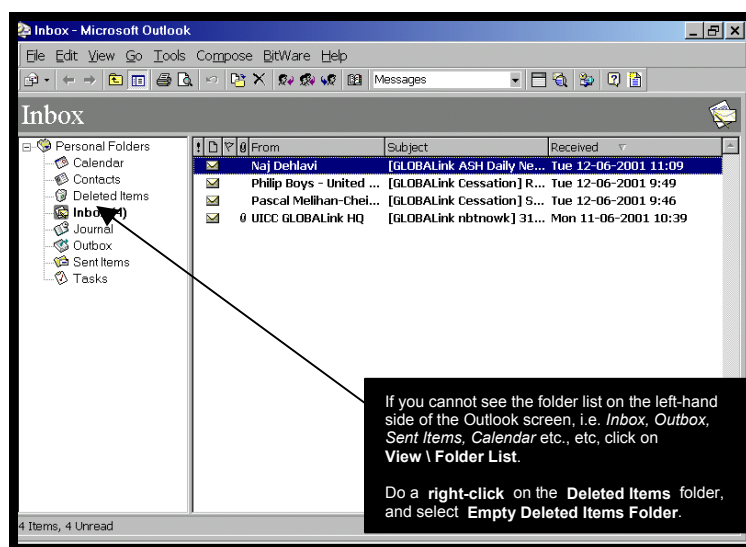 Inbox - Microsoft Outlook
File Edit View Go Tools Compose BitWare Help
Messages
Inbox
Personal Folders
Calendar
Contacts
Deleted Items
Journal
Outbox
Sent Items
Tasks
! From Subject Received
Naj Dehlavi [GLOBALink ASH Daily Ne... Tue 12-06-2001 11:09
Philip Boys - United ... [GLOBALink Cessation] R... Tue 12-06-2001 9:49
Pascal Melihan-Chei... [GLOBALink Cessation] S... Tue 12-06-2001 9:46
UICC GLOBALink HQ [GLOBALink nbtnowk] 31... Mon 11-06-2001 10:39
If you cannot see the folder list on the left-hand
side of the Outlook screen, i.e. Inbox, Outbox,
Sent Items, Calendar etc., etc, click on
View \ Folder List.
Do a right-click on the Deleted Items folder,
and select Empty Deleted Items Folder.
4 Items, 4 Unread